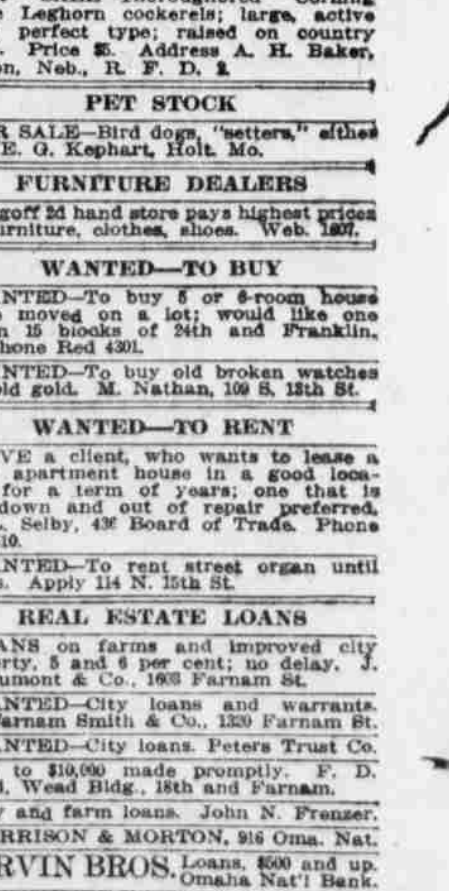 Leghorn cockerels; large, active
perfect type; raised on country
Price $5. Address A. H. Baker,
on, Neb., R. F. D. 2.
PET STOCK
R SALE—Bird dogs, "setters," either
E. G. Kephart, Holt, Mo.
FURNITURE DEALERS
goff 2d hand store pays highest prices
urniture, clothes, shoes. Web. 1607.
WANTED—TO BUY
NTED—To buy 5 or 6-room house
moved on a lot; would like one
n 15 blocks of 24th and Franklin.
hone Red 4301.
NTED—To buy old broken watches
ld gold. M. Nathan, 109 S. 13th St.
WANTED—TO RENT
VE a client, who wants to lease a
apartment house in a good loca-
for a term of years; one that is
down and out of repair preferred.
. Selby, 436 Board of Trade. Phone
10.
NTED—To rent street organ until
s. Apply 114 N. 15th St.
REAL ESTATE LOANS
ANS on farms and improved city
erty, 5 and 6 per cent; no delay. J.
umont & Co., 1603 Farnam St.
NTED—City loans and warrants.
Farnam Smith & Co., 1320 Farnam St.
NTED—City loans. Peters Trust Co.
to $10,000 made promptly. F. D.
d, Wead Bldg., 18th and Farnam.
y and farm loans. John N. Frenzer.
RRISON & MORTON, 916 Oma. Nat.
RVIN BROS. Loans, $500 and up.
Omaha Nat'l Bank.